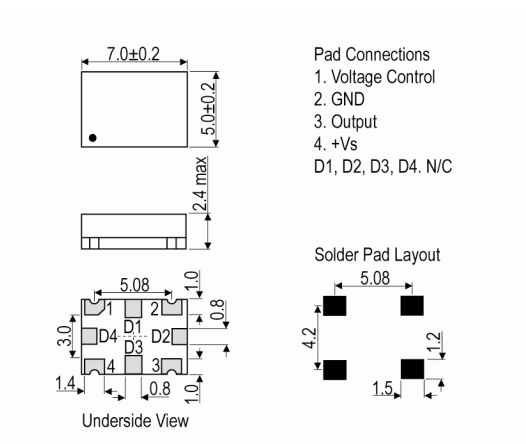 7.0±0.2
5.0±0.2
2.4 max
Pad Connections
1. Voltage Control
2. GND
3. Output
4. +Vs
D1, D2, D3, D4. N/C
5.08
1.0
1
2
0.8
3.0
D1
D4
D2
D3
4
3
1.4
0.8
1.0
Underside View
Solder Pad Layout
5.08
4.2
1.2
1.5